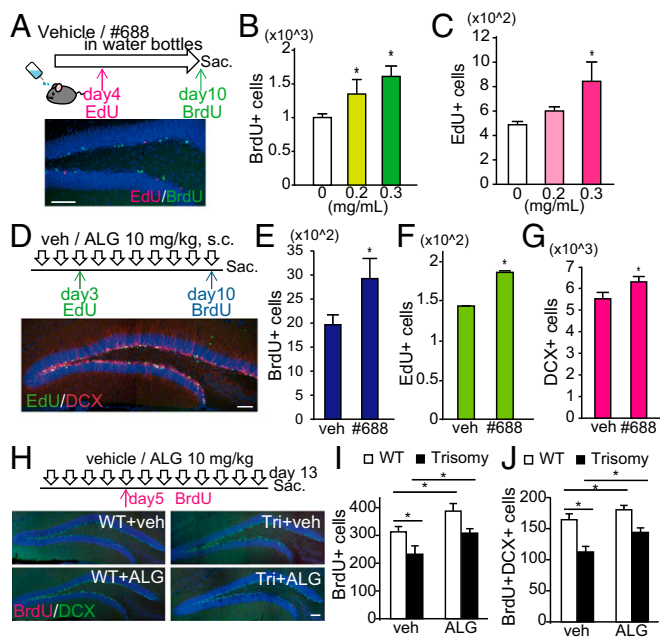 A Vehicle / #688
in water bottles
Sac.
day4
EdU
day10
BrdU
EdU/BrdU
B
(x10^3)
BrdU+ cells
2
1.5
1
0.5
0
0 0.2 0.3
(mg/mL)
C
(x10^2)
EdU+ cells
12
10
8
6
4
2
0 0.2 0.3
(mg/mL)
D
veh / ALG 10 mg/kg, s.c.
Sac.
day3
EdU
day10
BrdU
EdU/DCX
E
(x10^2)
BrdU+ cells
35
30
25
20
15
10
5
0
veh #688
F
(x10^2)
EdU+ cells
2
1.5
1
0.5
0
veh #688
G
(x10^3)
DCX+ cells
7
6
5
4
3
2
1
0
veh #688
H
vehicle / ALG 10 mg/kg
day 13
Sac.
day5 BrdU
WT+veh
Tri+veh
WT+ALG
Tri+ALG
BrdU/DCX
I
WT Trisomy
BrdU+ cells
400
300
200
100
0
veh ALG
J
WT Trisomy
BrdU+DCX+ cells
200
150
100
50
0
veh ALG